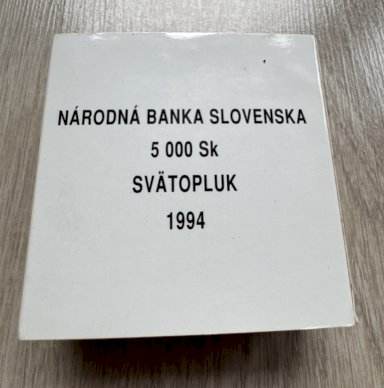 NÁRODNÁ BANKA SLOVENSKA
5 000 Sk
SVÄTOPLUK
1994